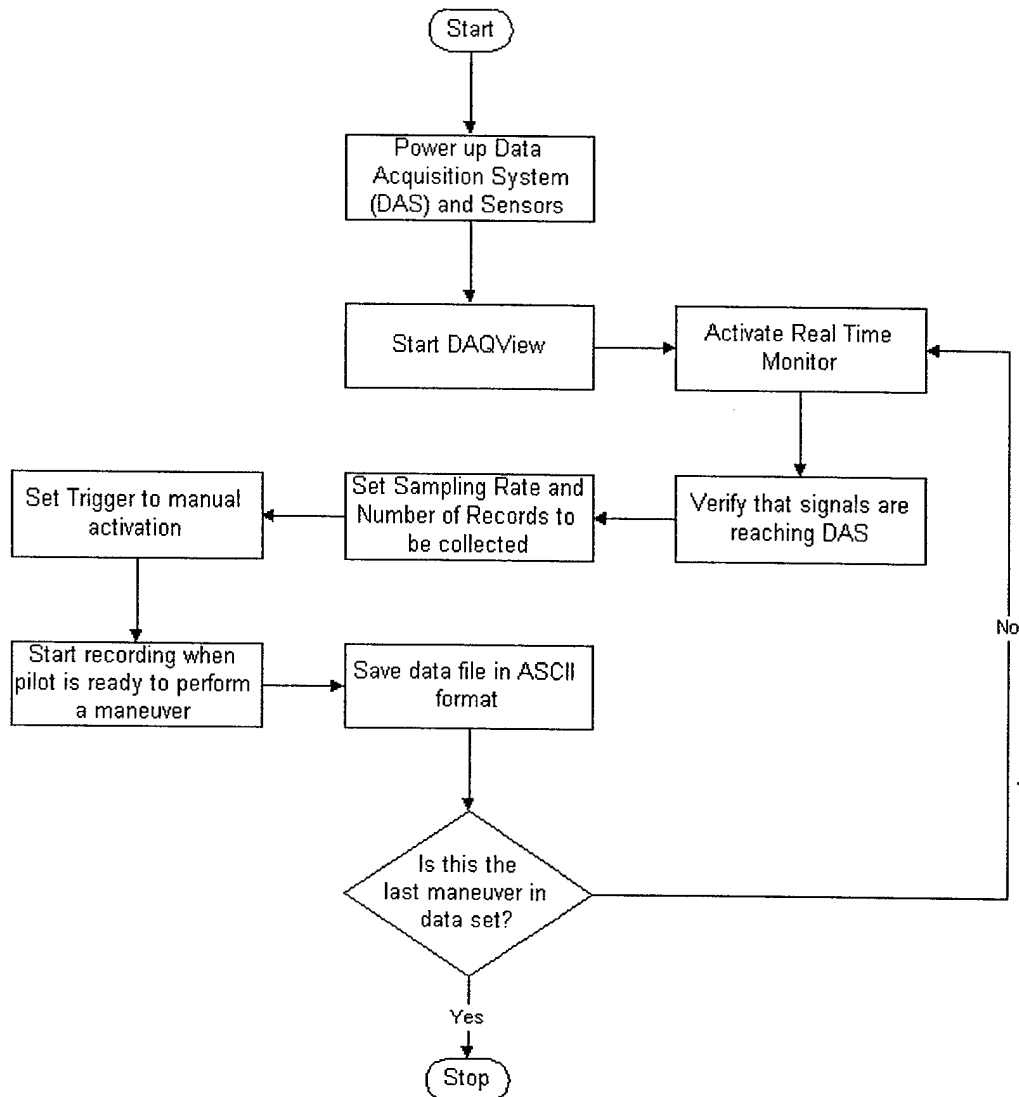 Start
Power up Data
Acquisition System
(DAS) and Sensors
Start DAQView
Activate Real Time
Monitor
Verify that signals are
reaching DAS
Set Sampling Rate and
Number of Records to
be collected
Set Trigger to manual
activation
Start recording when
pilot is ready to perform
a maneuver
Save data file in ASCII
format
Is this the
last maneuver in
data set?
No
Yes
Stop